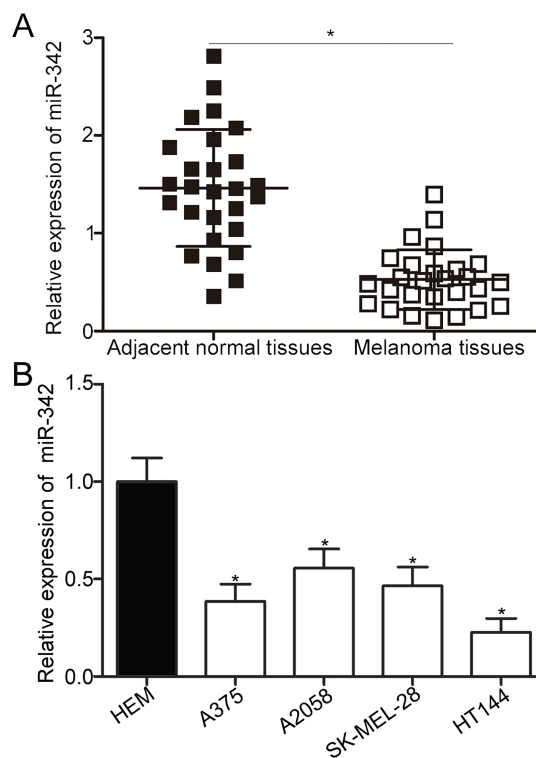 A
Relative expression of miR-342
3
2
1
0
*
Adjacent normal tissues
Melanoma tissues
B
Relative expression of miR-342
1.5
1.0
0.5
0.0
*
*
*
*
HEM
A375
A2058
SK-MEL-28
HT144